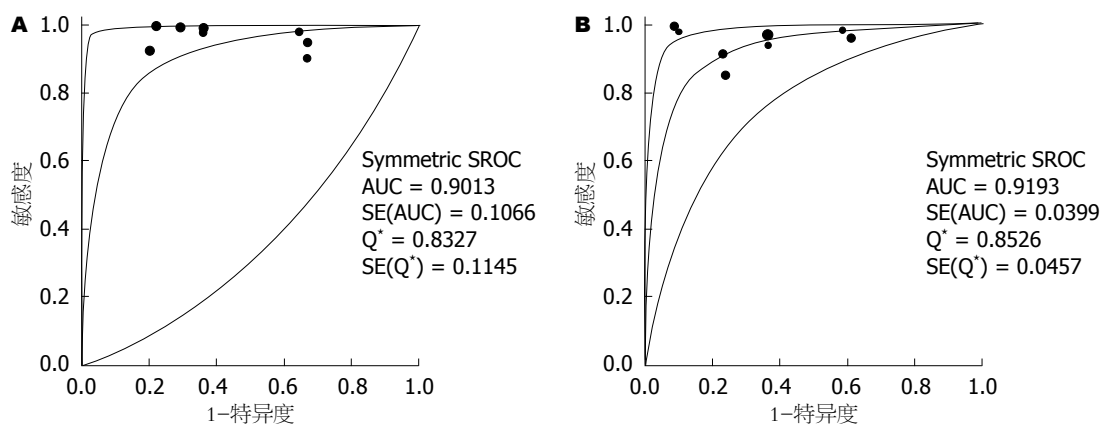 A
1.0
0.8
0.6
0.4
0.2
0.0
敏感度
Symmetric SROC
AUC = 0.9013
SE(AUC) = 0.1066
Q* = 0.8327
SE(Q*) = 0.1145
0.0 0.2 0.4 0.6 0.8 1.0
1-特异度
B
1.0
0.8
0.6
0.4
0.2
0.0
敏感度
Symmetric SROC
AUC = 0.9193
SE(AUC) = 0.0399
Q* = 0.8526
SE(Q*) = 0.0457
0.0 0.2 0.4 0.6 0.8 1.0
1-特异度